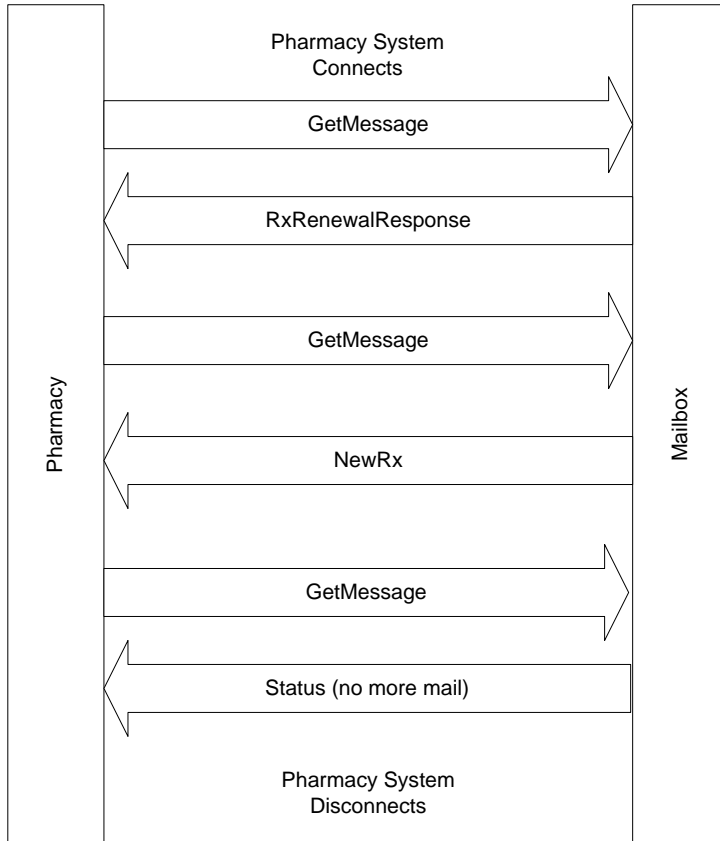 Pharmacy System
Connects
GetMessage
RxRenewalResponse
GetMessage
Pharmacy
Mailbox
NewRx
GetMessage
Status (no more mail)
Pharmacy System
Disconnects